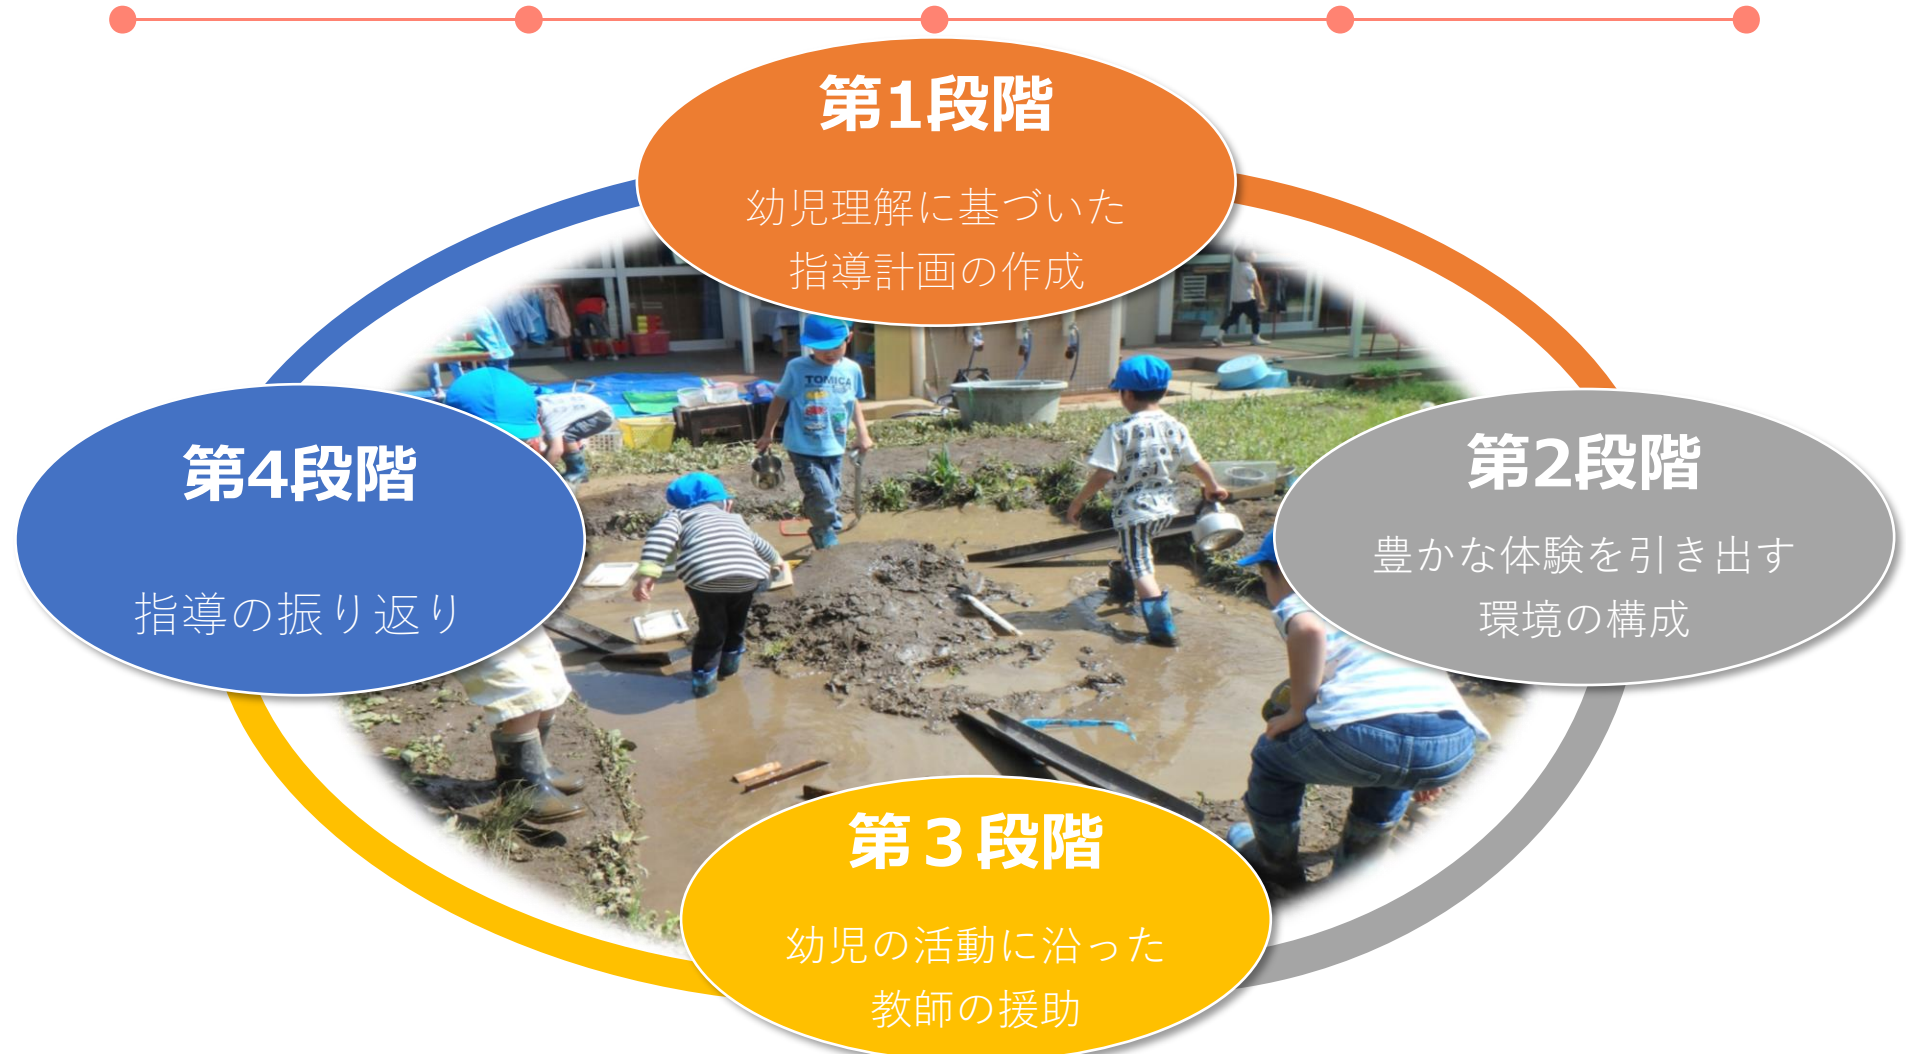 第1段階
幼児理解に基づいた
指導計画の作成
第2段階
豊かな体験を引き出す
環境の構成
第３段階
幼児の活動に沿った
教師の援助
第4段階
指導の振り返り
TOMICA